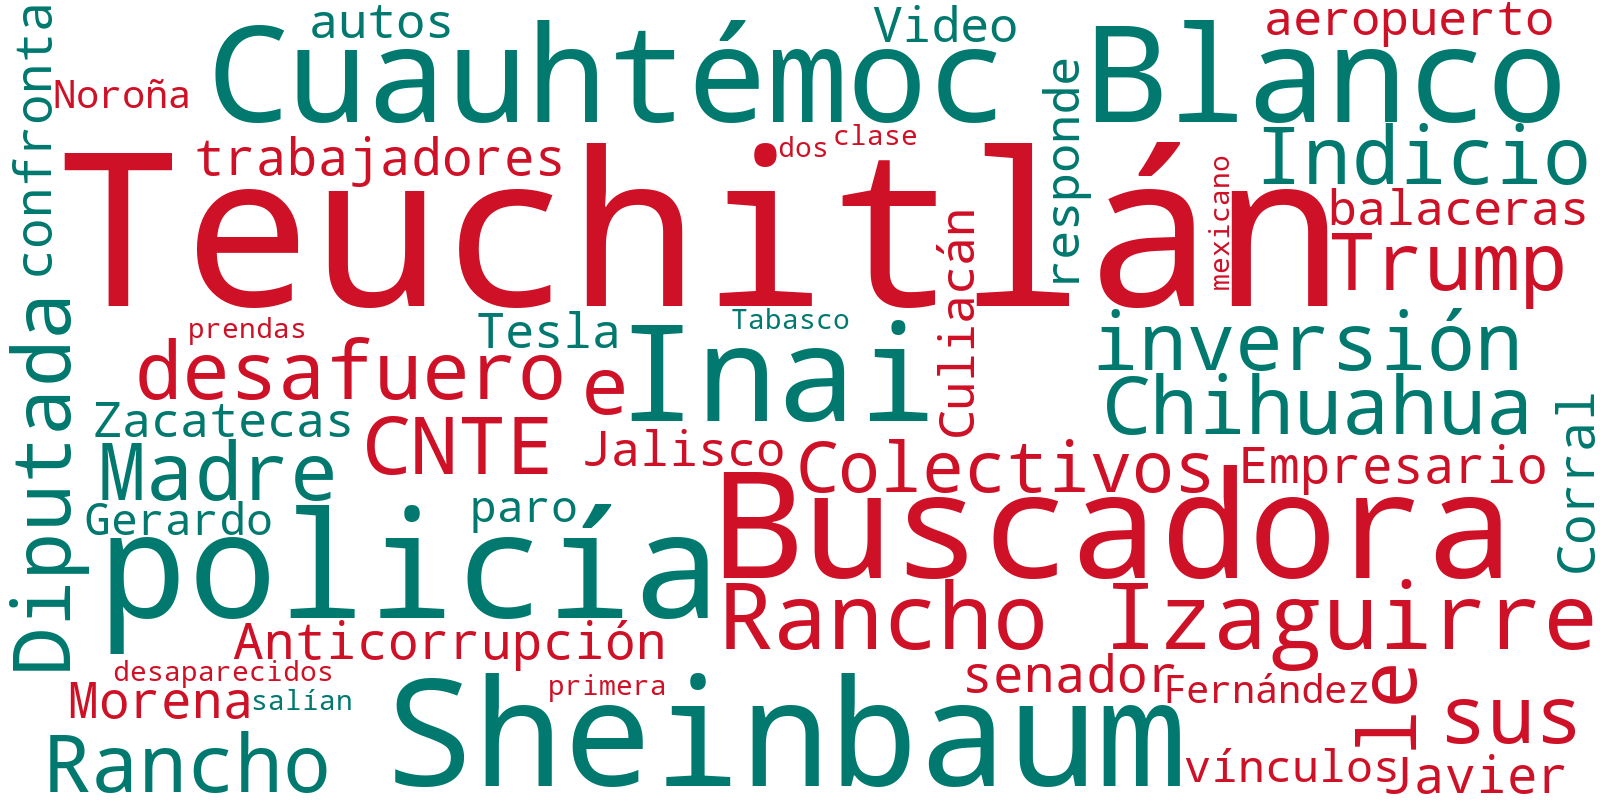 autos
Video
aeropuerto
Cuauhtémoc
Blanco
Noroña
confronta
responde
trabajadores
dos
clase
Indicio
Teuchitlán
mexicano
balaceras
Trump
Culiacán
prendas
Tesla
Tabasco
inversión
desafuero
e
Inai
Diputada
Zacatecas
Chihuahua
CNTE
Madre
Jalisco
Colectivos
Empresario
Corral
Gerardo
paro
policía
Buscadora
Rancho Izaguirre
Anticorrupción
desaparecidos
Morena
salían
primera
senador
Fernández
le
sus
Sheinbaum
Rancho
vínculos
Javier